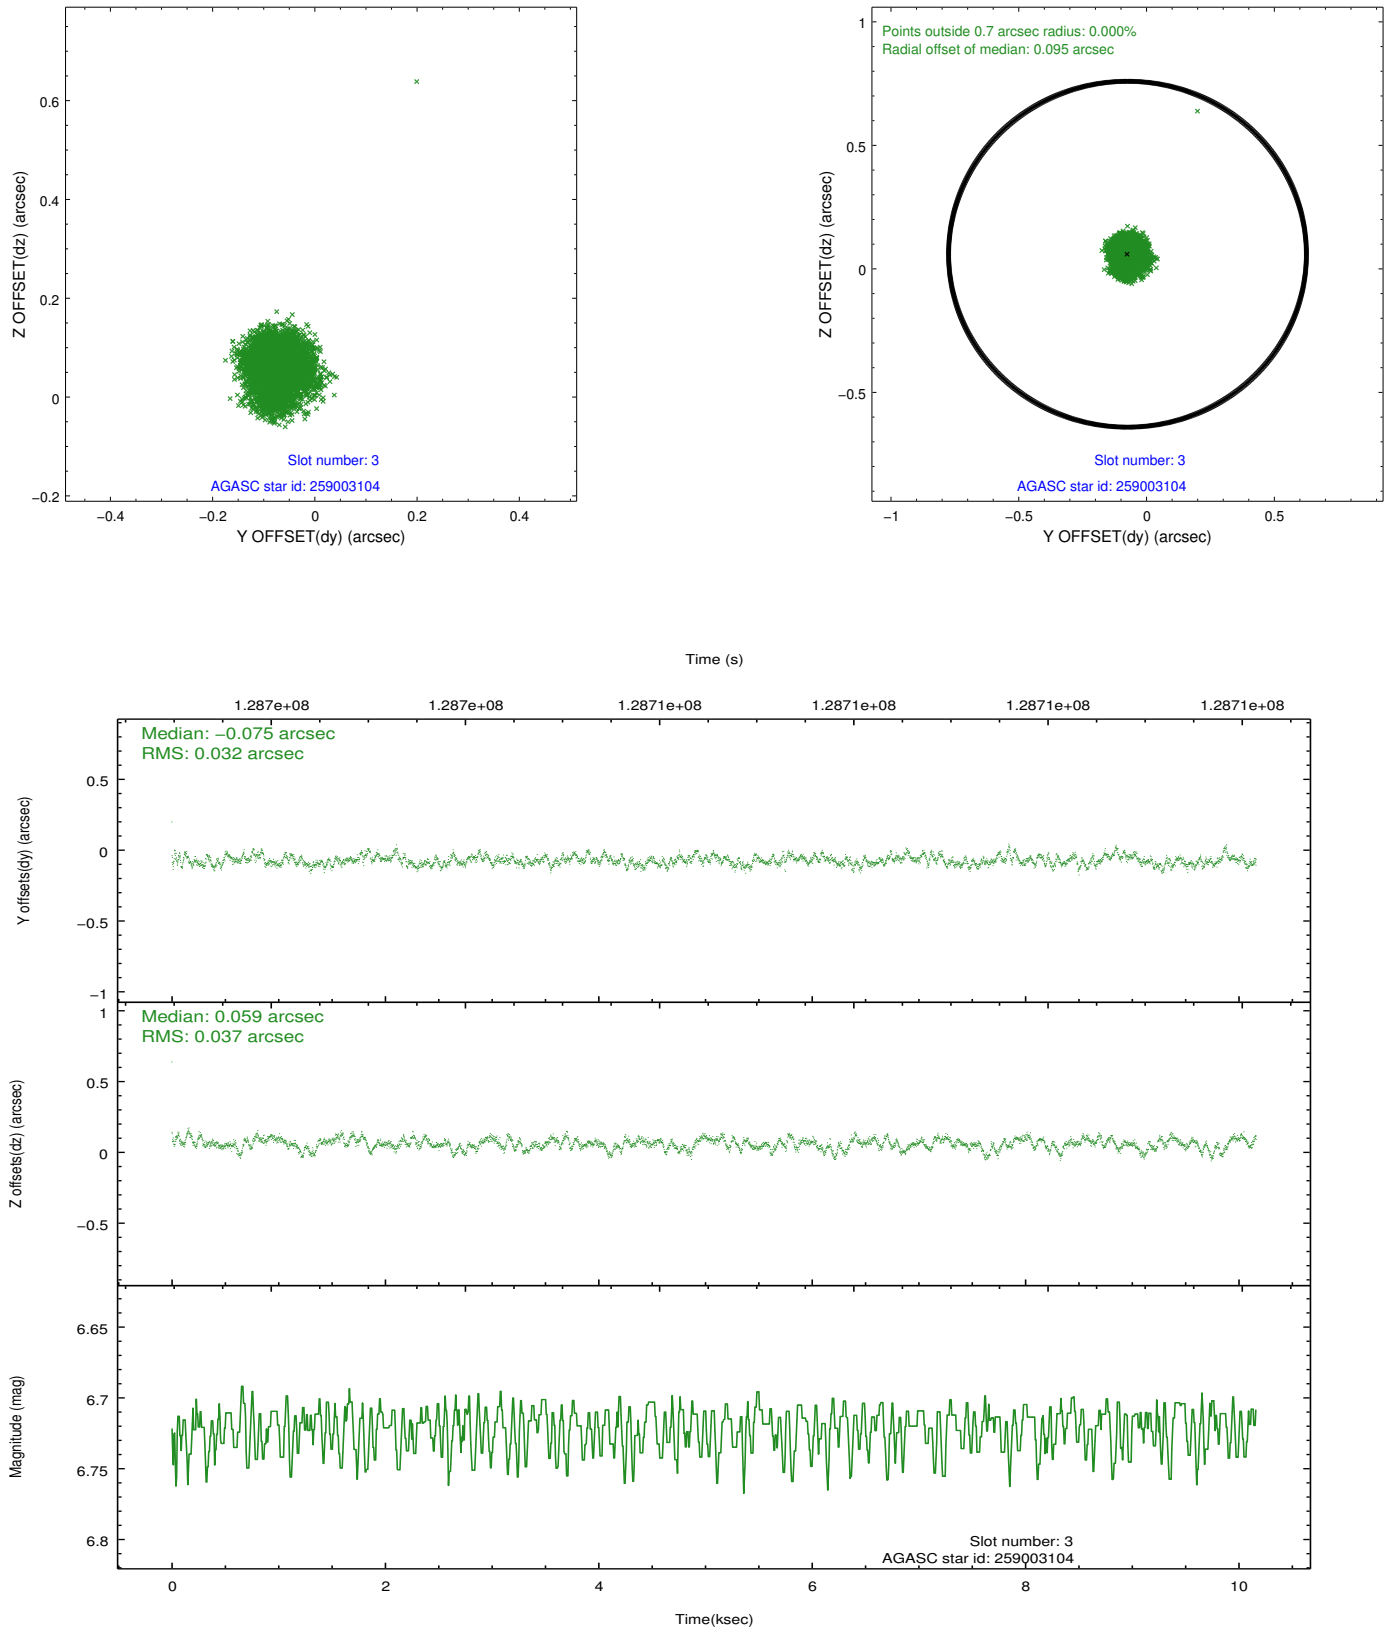 0.6
0.4
0.2
0
−0.2
Z OFFSET(dz) (arcsec)
Slot number: 3
AGASC star id: 259003104
−0.4 −0.2 0 0.2 0.4
Y OFFSET(dy) (arcsec)
Points outside 0.7 arcsec radius: 0.000%
Radial offset of median: 0.095 arcsec
1
0.5
0
−0.5
Z OFFSET(dz) (arcsec)
Slot number: 3
AGASC star id: 259003104
−1 −0.5 0 0.5
Y OFFSET(dy) (arcsec)
Time (s)
1.287e+08 1.287e+08 1.2871e+08 1.2871e+08 1.2871e+08 1.2871e+08
Median: −0.075 arcsec
RMS: 0.032 arcsec
0.5
0
−0.5
−1
Y offsets(dy) (arcsec)
Median: 0.059 arcsec
RMS: 0.037 arcsec
1
0.5
0
−0.5
Z offsets(dz) (arcsec)
6.65
6.7
6.75
6.8
Magnitude (mag)
Slot number: 3
AGASC star id: 259003104
0 2 4 6 8 10
Time(ksec)